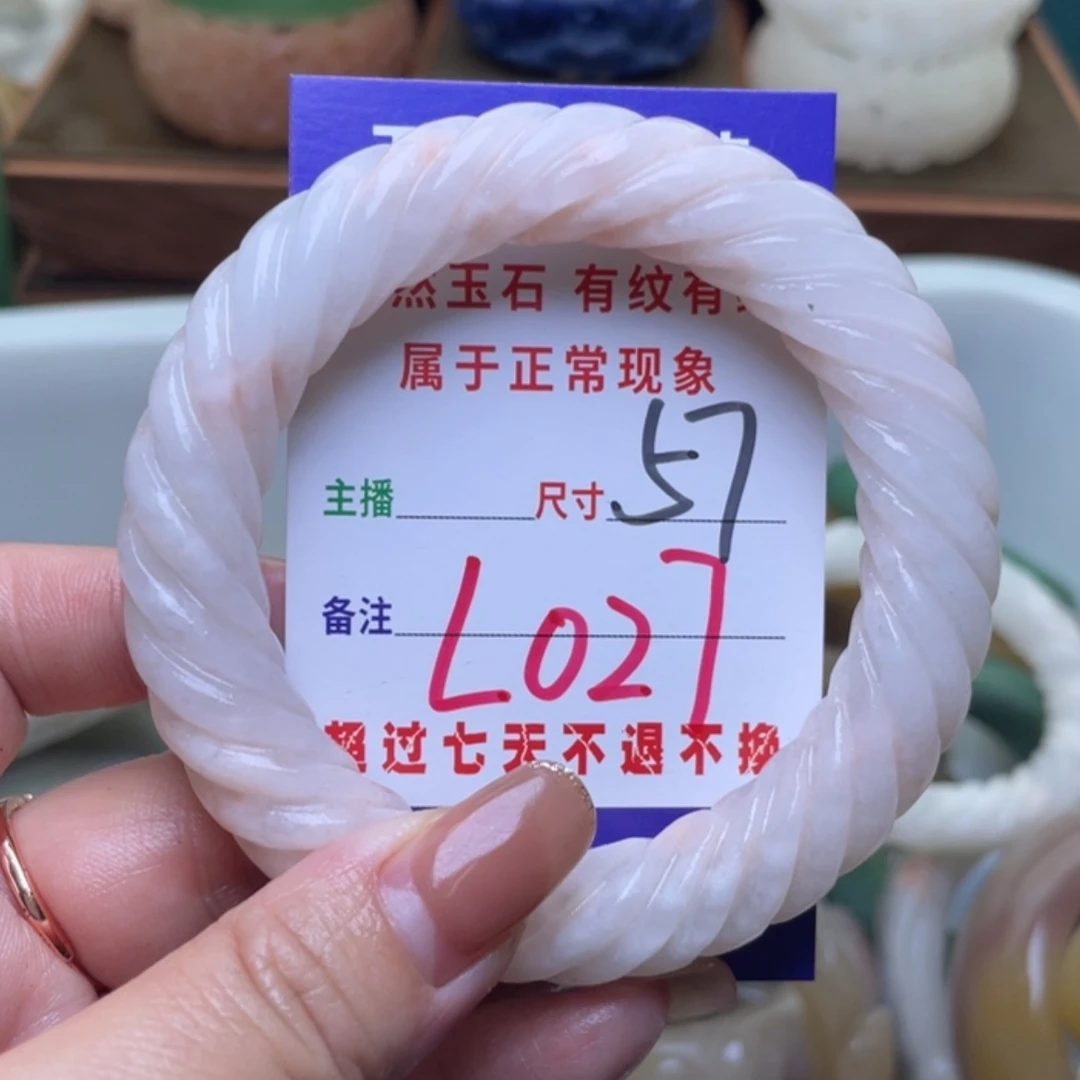 然玉石 有纹有
属于正常现象
主播 尺寸 57
备注 L027
超过七天不退不换